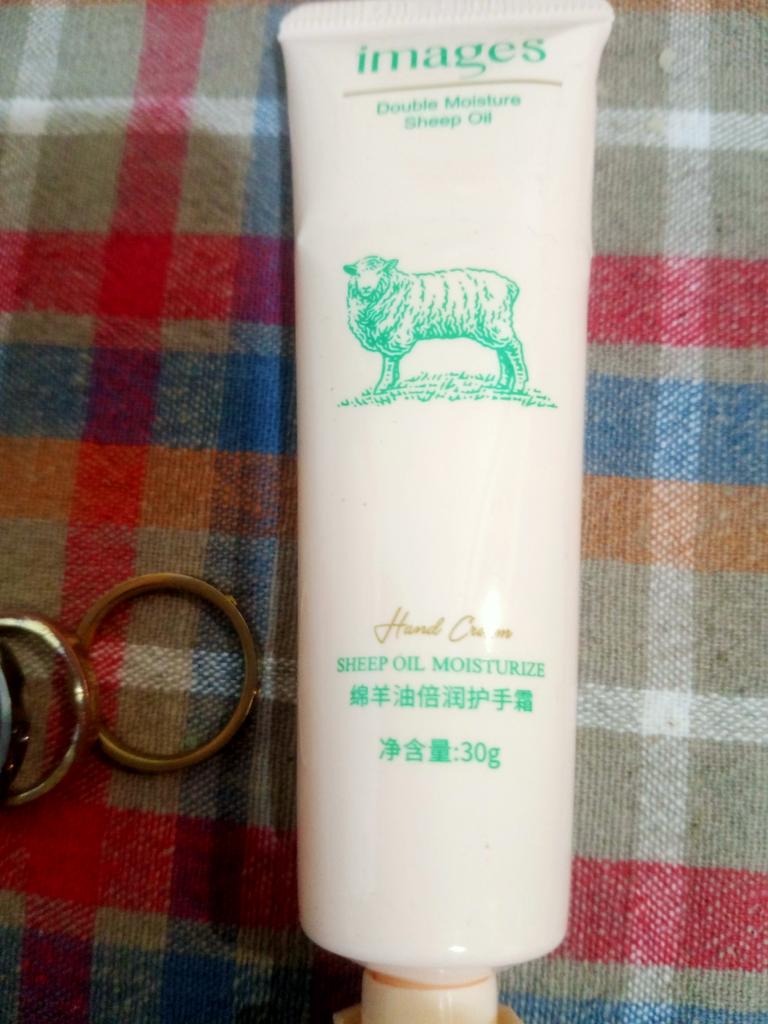 images
Double Moisture
Sheep Oil
Hand Cream
SHEEP OIL MOISTURIZE
绵羊油倍润护手霜
净含量:30g